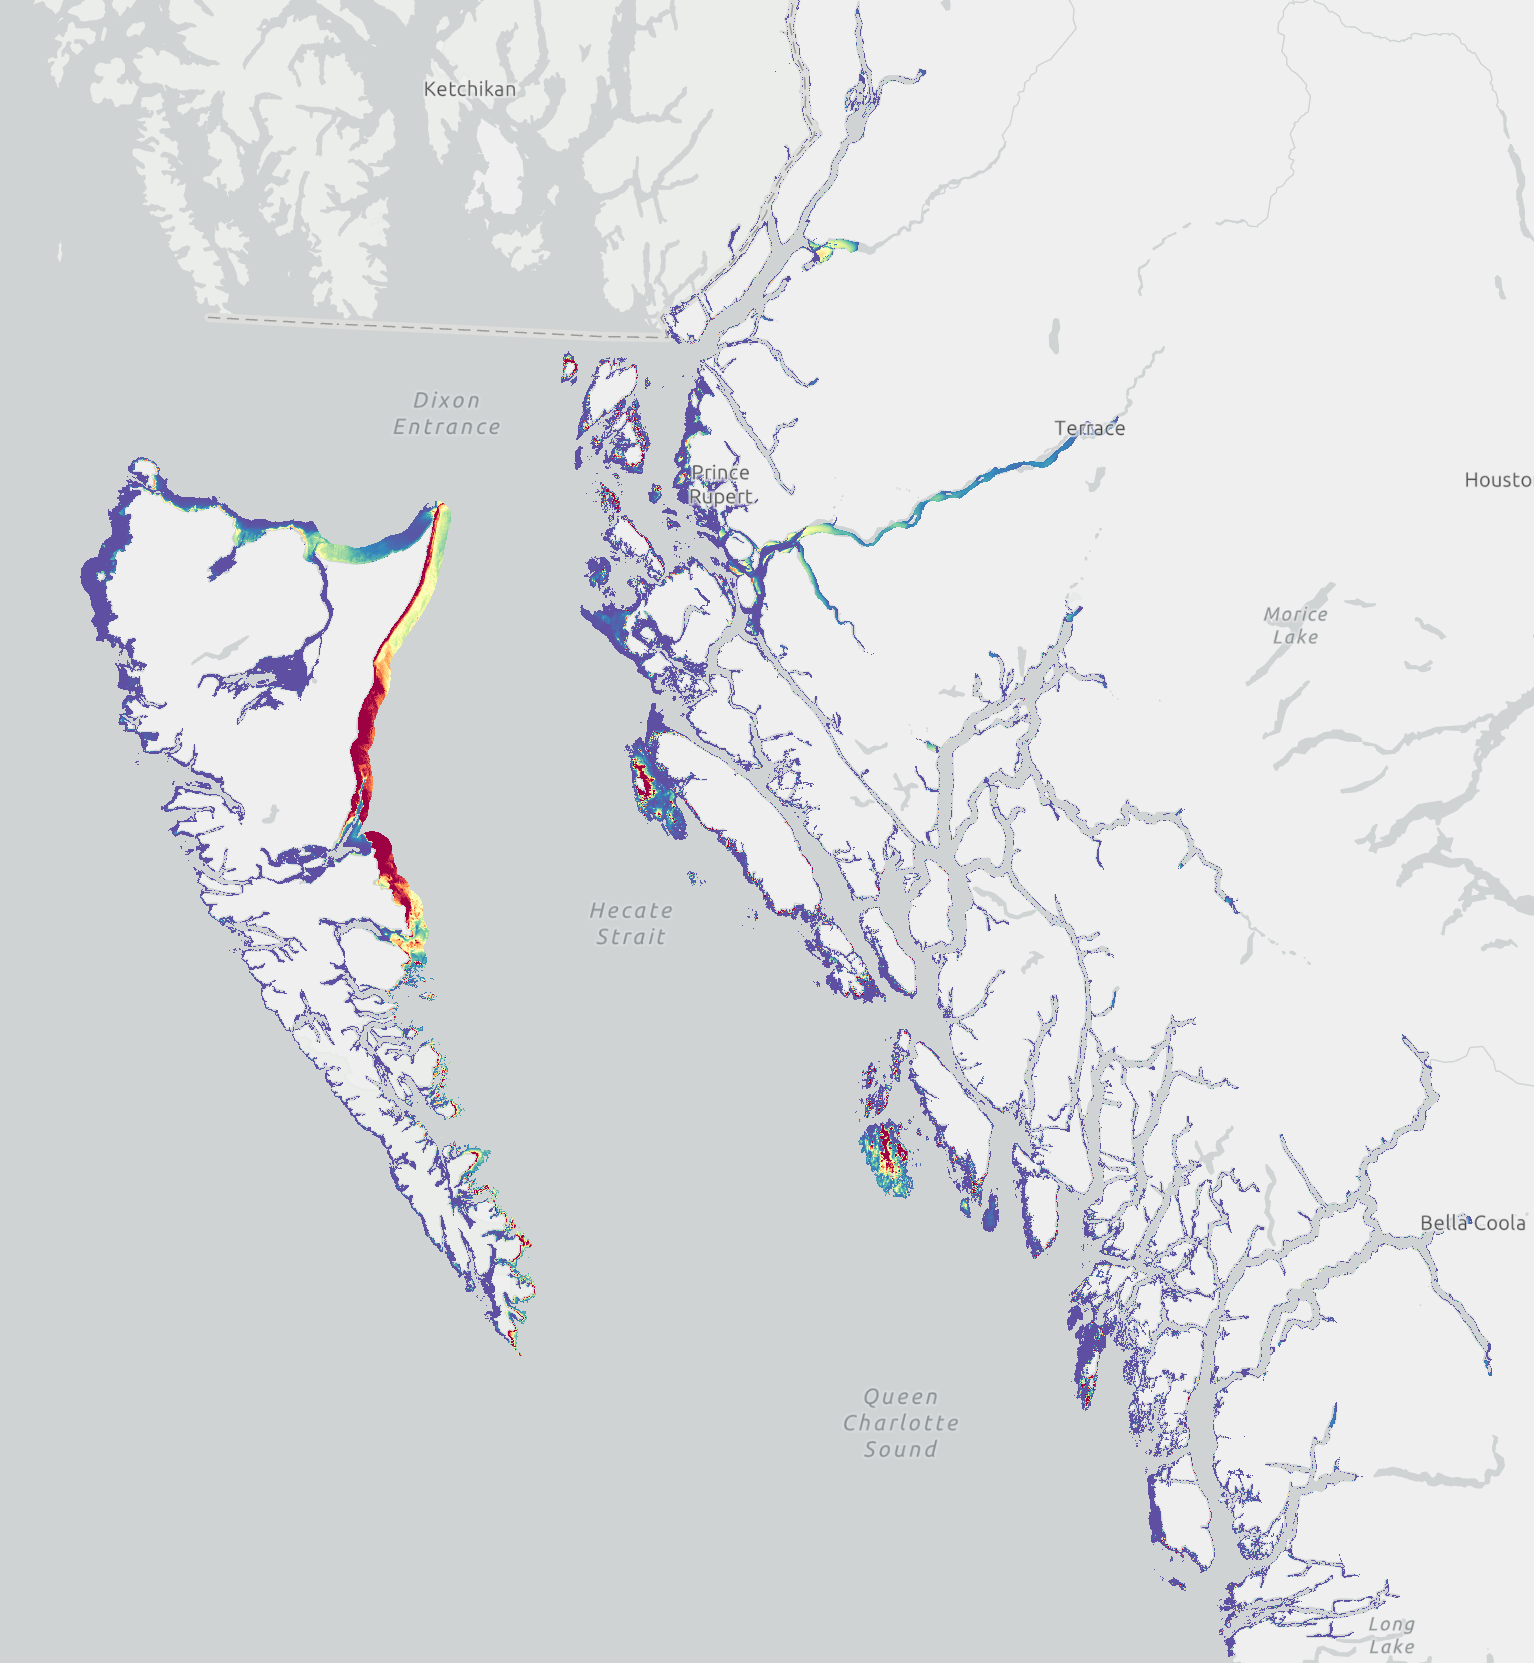 Ketchikan
Dixon
Entrance
Terrace
Prince
Rupert
Housto
Morice
Lake
Hecate
Strait
Bella Coola
Queen
Charlotte
Sound
Long
Lake